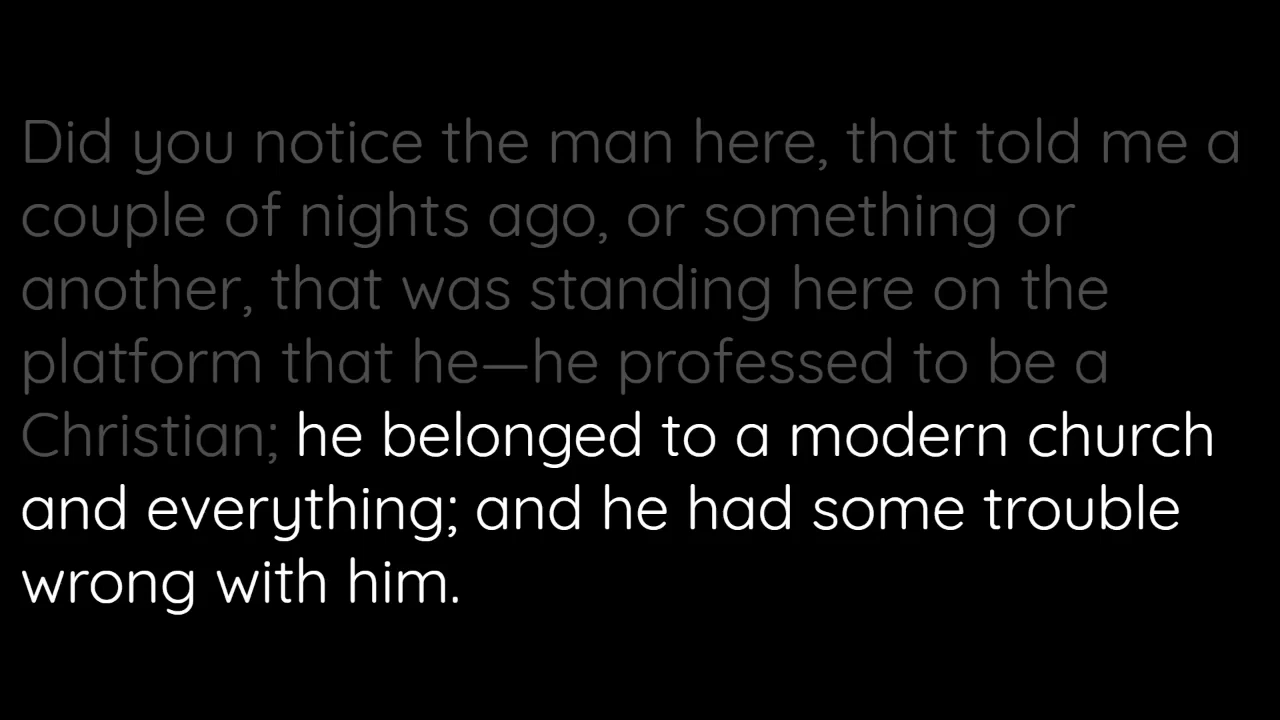 Did you notice the man here, that told me a
couple of nights ago, or something or
another, that was standing here on the
platform that he—he professed to be a
Christian; he belonged to a modern church
and everything; and he had some trouble
wrong with him.